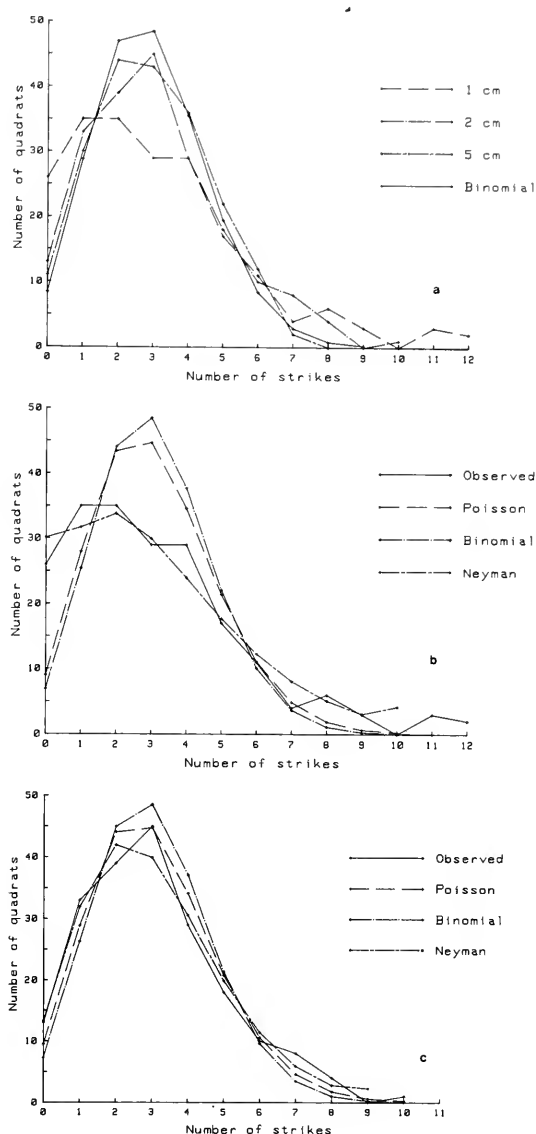 50
40
30
20
10
0
Number of quadrats
1 cm
2 cm
5 cm
Binomial
a
0 1 2 3 4 5 6 7 8 9 10 11 12
Number of strikes
50
40
30
20
10
0
Number of quadrats
Observed
Poisson
Binomial
Neyman
b
0 1 2 3 4 5 6 7 8 9 10 11 12
Number of strikes
50
40
30
20
10
0
Number of quadrats
Observed
Poisson
Binomial
Neyman
c
0 1 2 3 4 5 6 7 8 9 10 11
Number of strikes